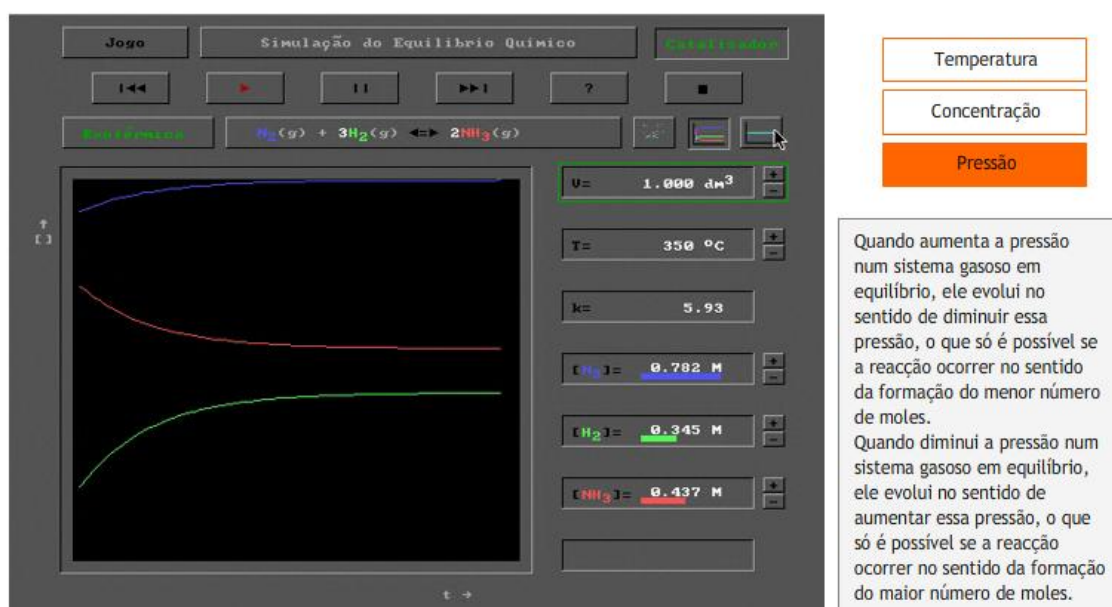 Jogo
Simulação do Equilíbrio Químico
Catalisador
?
Exotérmica
N2(g) + 3H2(g) <=> 2NH3(g)
V= 1.000 dm3
+
-
T= 350 ºC
+
-
k= 5.93
[N2]= 0.782 M
+
-
[H2]= 0.345 M
+
-
[NH3]= 0.437 M
+
-
[ ]
t →
Temperatura
Concentração
Pressão
Quando aumenta a pressão
num sistema gasoso em
equilíbrio, ele evolui no
sentido de diminuir essa
pressão, o que só é possível se
a reacção ocorrer no sentido
da formação do menor número
de moles.
Quando diminui a pressão num
sistema gasoso em equilíbrio,
ele evolui no sentido de
aumentar essa pressão, o que
só é possível se a reacção
ocorrer no sentido da formação
do maior número de moles.